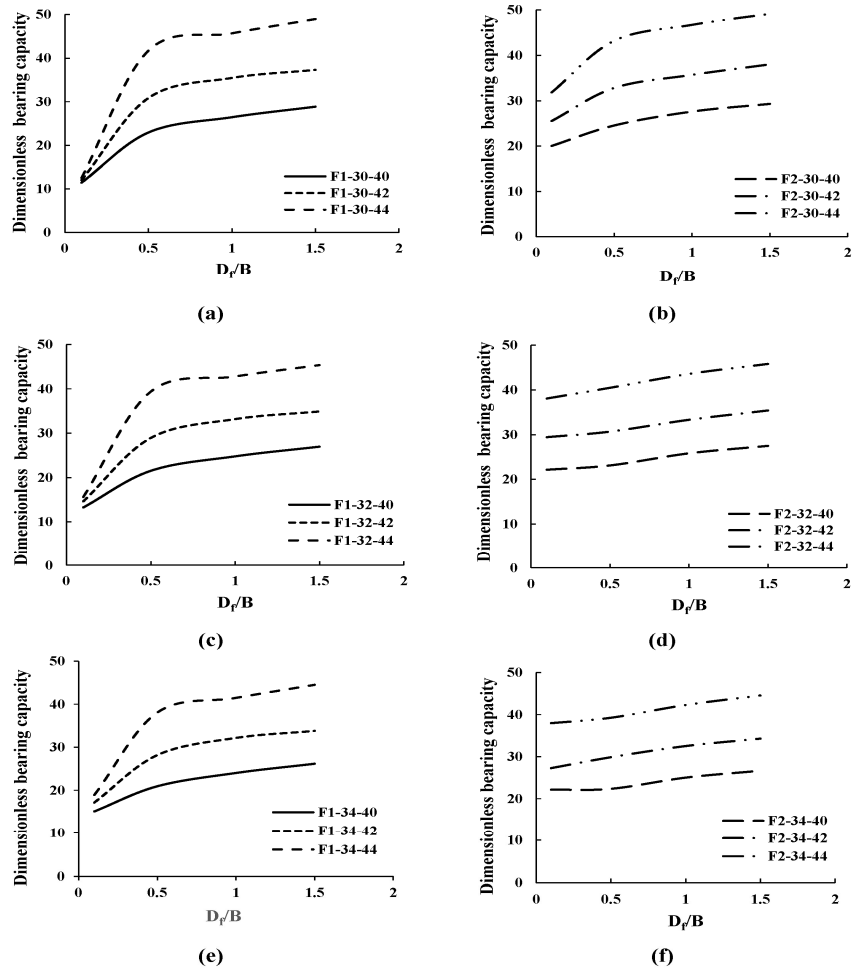 Dimensionless bearing capacity
50
40
30
20
10
0
F1-30-40
F1-30-42
F1-30-44
0 0.5 1 1.5 2
Df/B
(a)
Dimensionless bearing capacity
50
40
30
20
10
0
F2-30-40
F2-30-42
F2-30-44
0 0.5 1 1.5 2
Df/B
(b)
Dimensionless bearing capacity
50
40
30
20
10
0
F1-32-40
F1-32-42
F1-32-44
0 0.5 1 1.5 2
Df/B
(c)
Dimensionless bearing capacity
50
40
30
20
10
0
F2-32-40
F2-32-42
F2-32-44
0 0.5 1 1.5 2
Df/B
(d)
Dimensionless bearing capacity
50
40
30
20
10
0
F1-34-40
F1-34-42
F1-34-44
0 0.5 1 1.5 2
Df/B
(e)
Dimensionless bearing capacity
50
40
30
20
10
0
F2-34-40
F2-34-42
F2-34-44
0 0.5 1 1.5 2
Df/B
(f)